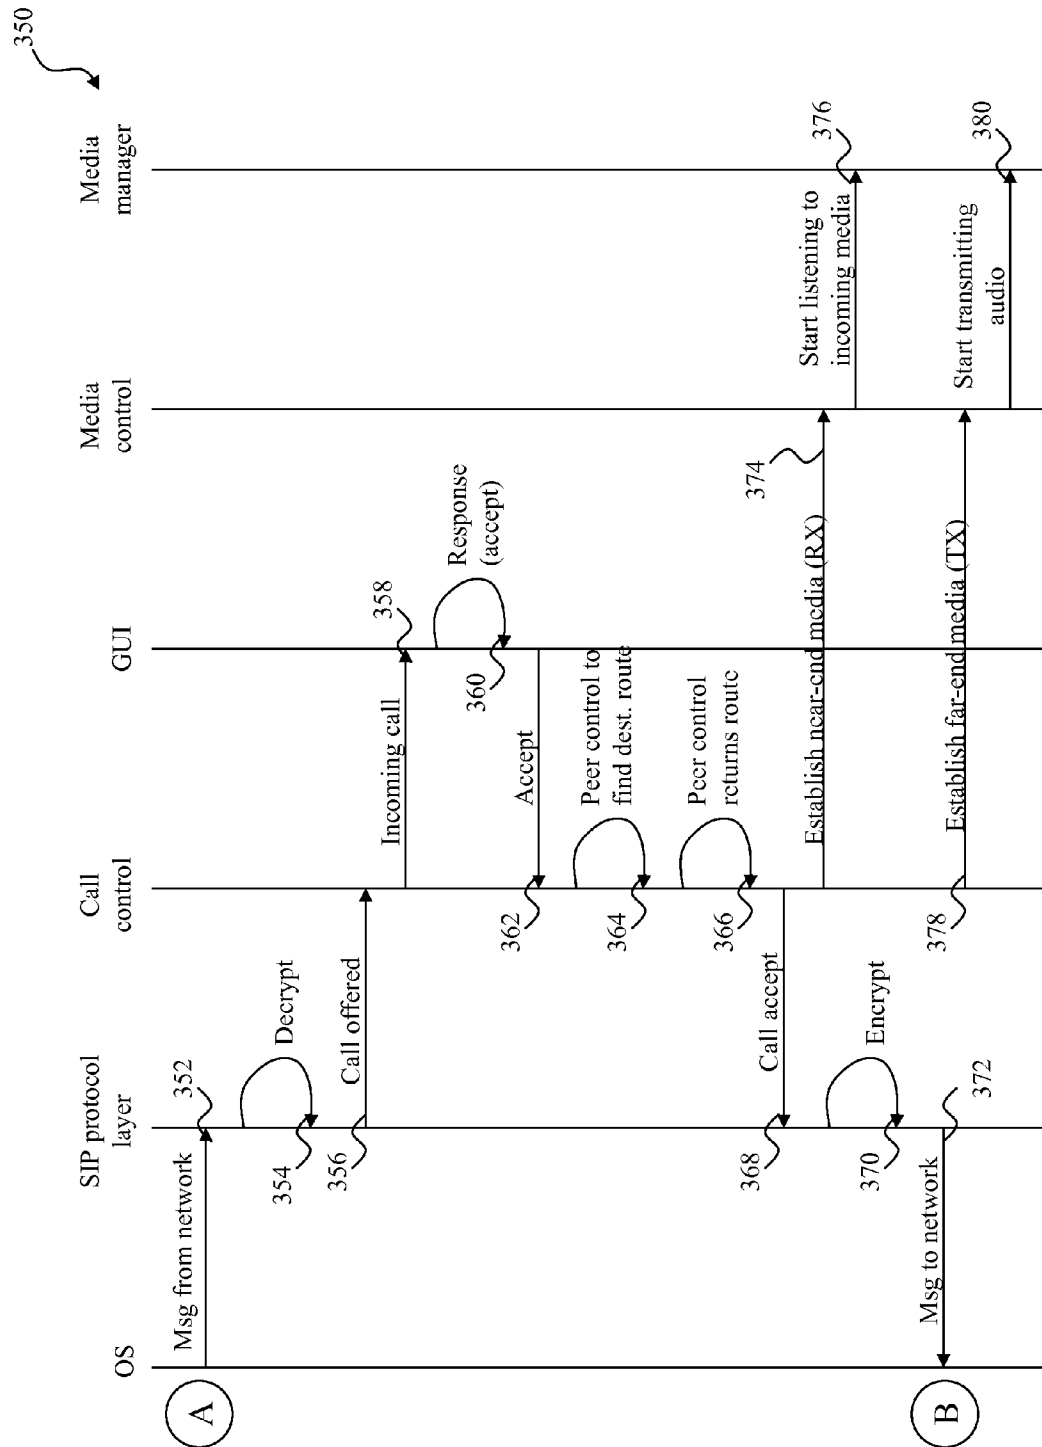 350
OS
SIP protocol
layer
Call
control
GUI
Media
control
Media
manager
A
Msg from network
352
Decrypt
354
Call offered
356
Incoming call
358
Response
(accept)
360
Accept
362
Peer control to
find dest. route
364
Peer control
returns route
366
Call accept
368
Establish near-end media (RX)
374
Start listening to
incoming media
376
Encrypt
370
Msg to network
372
B
Establish far-end media (TX)
378
Start transmitting
audio
380